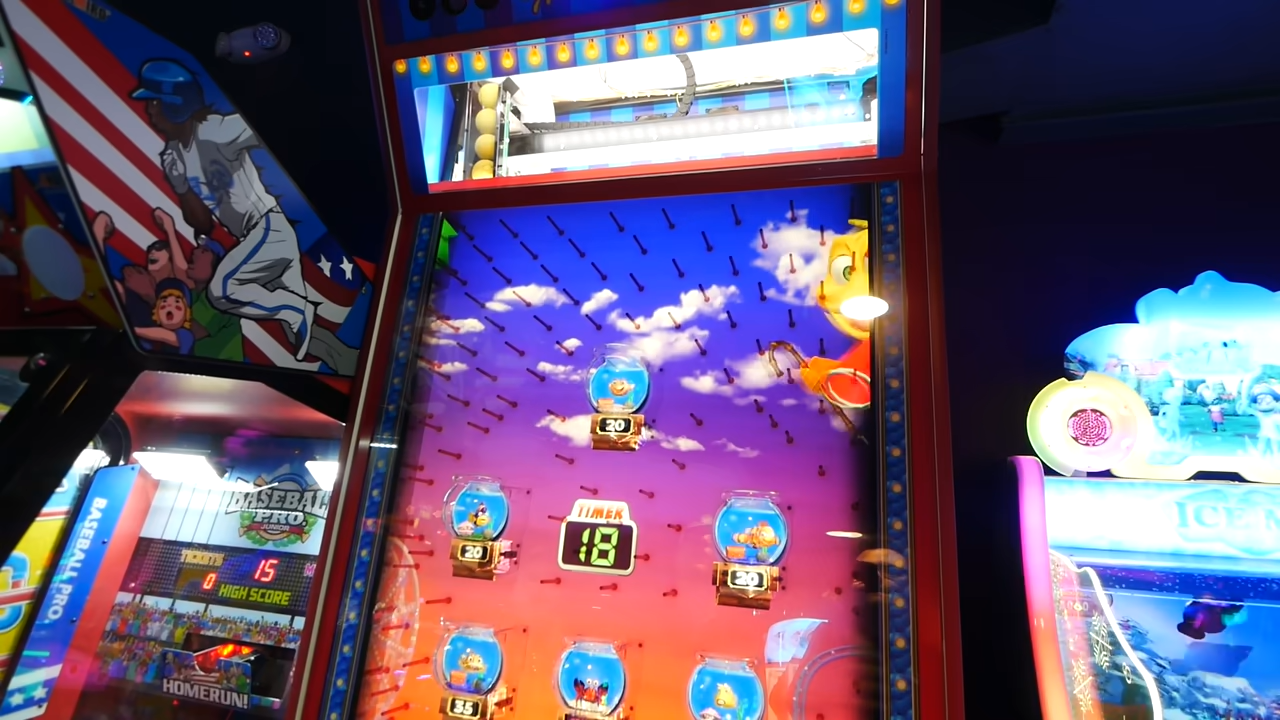 20
20
TIMER
18
20
35
BASEBALL PRO
BASEBALL
PRO
JUNIOR
TICKETS
0
15
HIGH SCORE
HOMERUN!
ICE